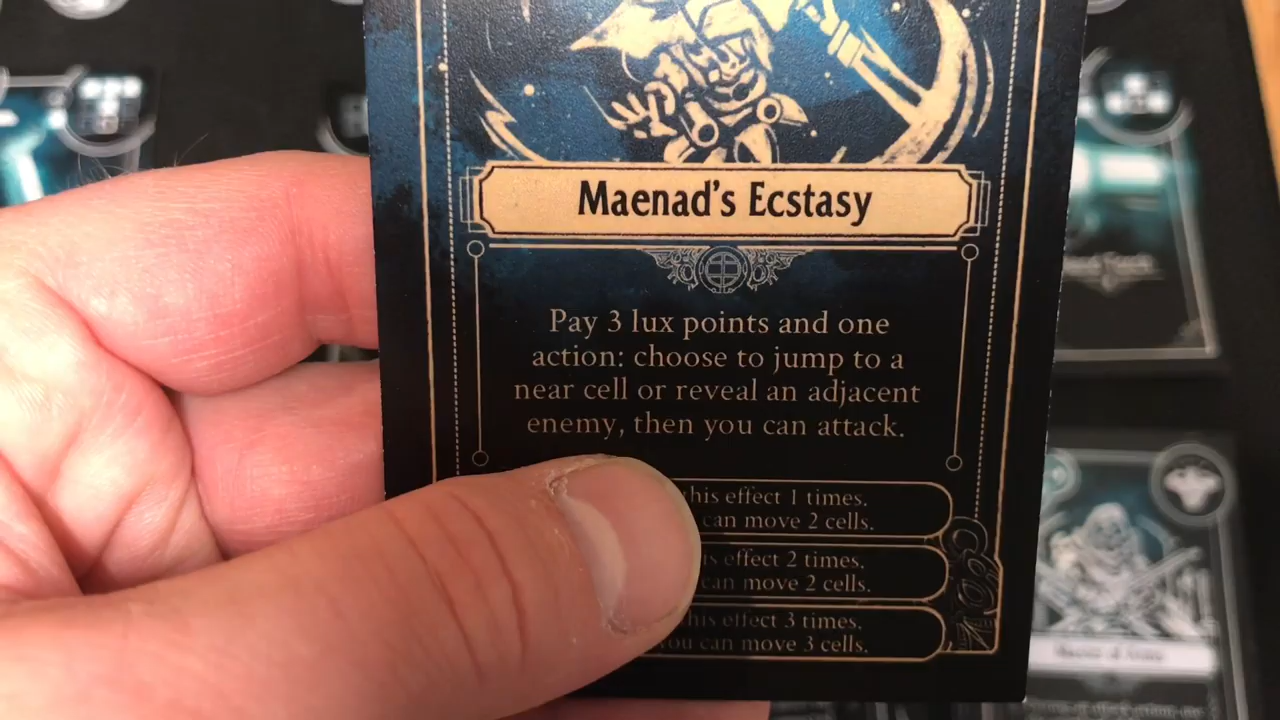 Maenad's Ecstasy
Pay 3 lux points and one
action: choose to jump to a
near cell or reveal an adjacent
enemy, then you can attack.
this effect 1 times.
can move 2 cells.
effect 2 times.
can move 2 cells.
this effect 3 times.
you can move 3 cells.